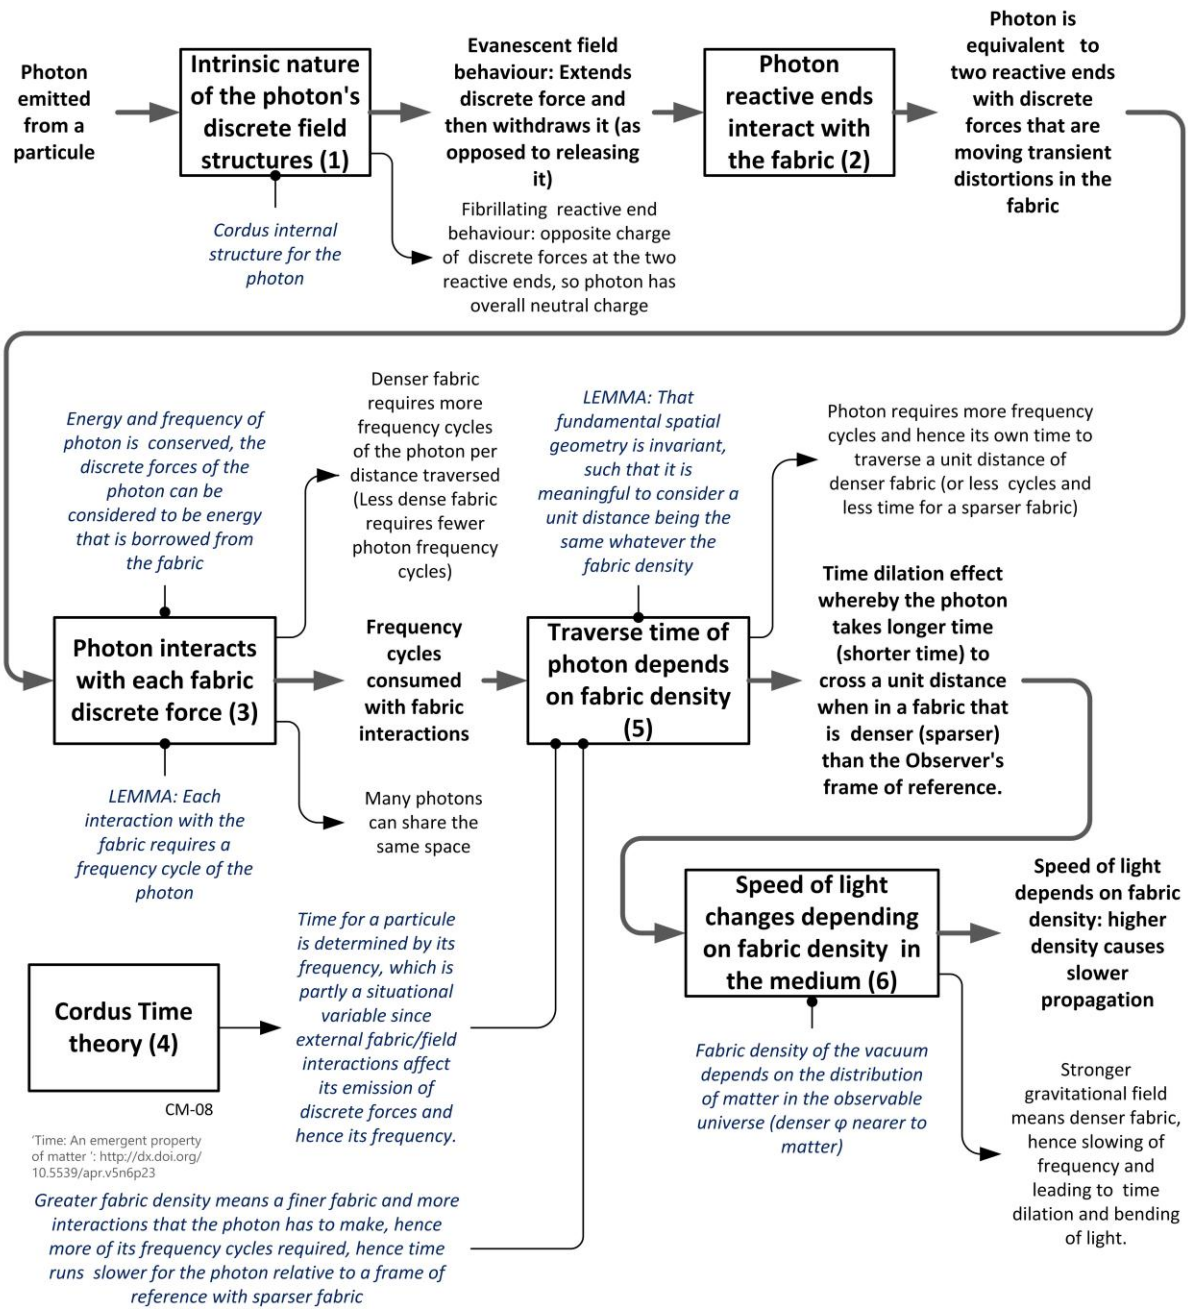 Photon
emitted
from a
particule
Intrinsic nature
of the photon's
discrete field
structures (1)
Cordus internal
structure for the
photon
Evanescent field
behaviour: Extends
discrete force and
then withdraws it (as
opposed to releasing
it)
Fibrillating reactive end
behaviour: opposite charge
of discrete forces at the two
reactive ends, so photon has
overall neutral charge
Photon
reactive ends
interact with
the fabric (2)
Photon is
equivalent to
two reactive ends
with discrete
forces that are
moving transient
distortions in the
fabric
Energy and frequency of
photon is conserved, the
discrete forces of the
photon can be
considered to be energy
that is borrowed from
the fabric
Photon interacts
with each fabric
discrete force (3)
LEMMA: Each
interaction with the
fabric requires a
frequency cycle of the
photon
Denser fabric
requires more
frequency cycles
of the photon per
distance traversed
(Less dense fabric
requires fewer
photon frequency
cycles)
Frequency
cycles
consumed
with fabric
interactions
Many photons
can share the
same space
LEMMA: That
fundamental spatial
geometry is invariant,
such that it is
meaningful to consider a
unit distance being the
same whatever the
fabric density
Traverse time of
photon depends
on fabric density
(5)
Photon requires more frequency
cycles and hence its own time to
traverse a unit distance of
denser fabric (or less cycles and
less time for a sparser fabric)
Time dilation effect
whereby the photon
takes longer time
(shorter time) to
cross a unit distance
when in a fabric that
is denser (sparser)
than the Observer's
frame of reference.
Cordus Time
theory (4)
CM-08
'Time: An emergent property
of matter ': http://dx.doi.org/
10.5539/apr.v5n6p23
Time for a particule
is determined by its
frequency, which is
partly a situational
variable since
external fabric/field
interactions affect
its emission of
discrete forces and
hence its frequency.
Greater fabric density means a finer fabric and more
interactions that the photon has to make, hence
more of its frequency cycles required, hence time
runs slower for the photon relative to a frame of
reference with sparser fabric
Speed of light
changes depending
on fabric density in
the medium (6)
Fabric density of the vacuum
depends on the distribution
of matter in the observable
universe (denser φ nearer to
matter)
Speed of light
depends on fabric
density: higher
density causes
slower
propagation
Stronger
gravitational field
means denser fabric,
hence slowing of
frequency and
leading to time
dilation and bending
of light.